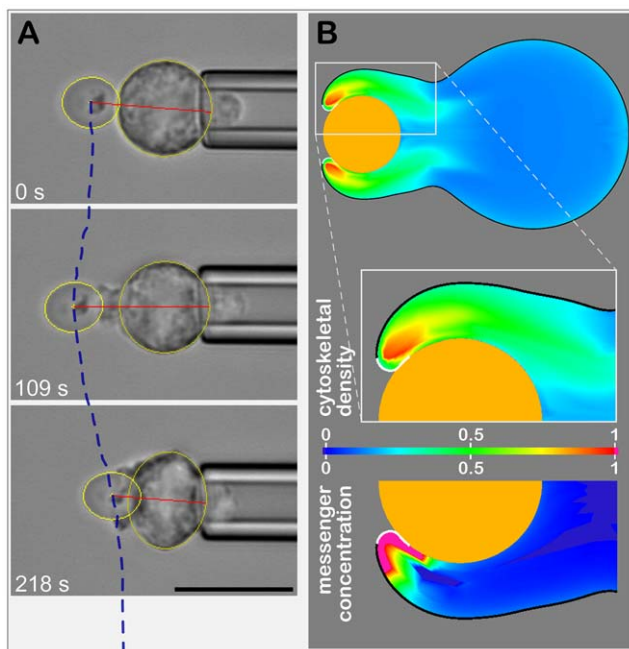 A
0 s
109 s
218 s
B
cytoskeletal
density
0 0.5 1
0 0.5 1
messenger
concentration